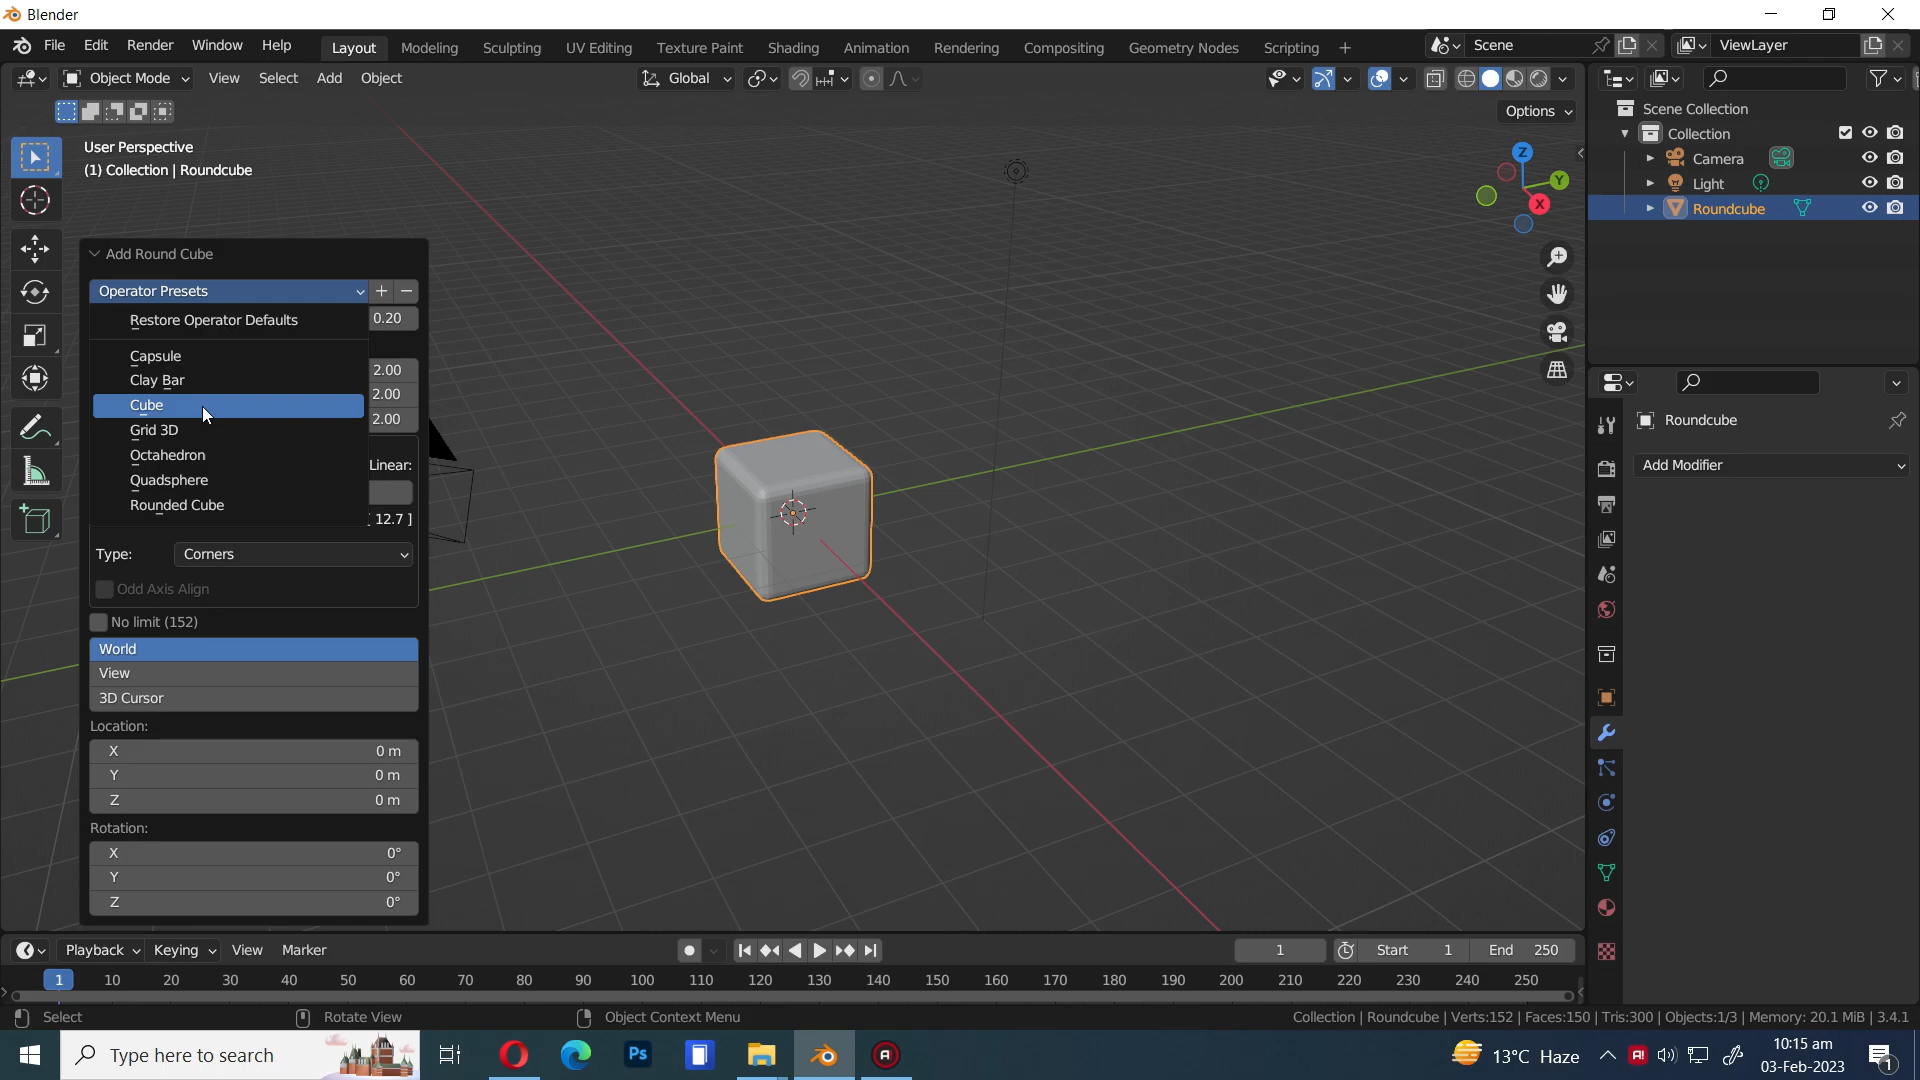 Blender
File Edit Render Window Help Layout Modeling Sculpting UV Editing Texture Paint Shading Animation Rendering Compositing Geometry Nodes Scripting + Scene ViewLayer
Object Mode View Select Add Object Global
Options
User Perspective
(1) Collection | Roundcube
Z
Y
X
Add Round Cube
Operator Presets + −
Restore Operator Defaults 0.20
Capsule
2.00
Clay Bar
2.00
Cube
2.00
Grid 3D
Octahedron
Linear:
Quadsphere
Rounded Cube
[ 12.7 ]
Type: Corners
Odd Axis Align
No limit (152)
World
View
3D Cursor
Location:
X 0 m
Y 0 m
Z 0 m
Rotation:
X 0°
Y 0°
Z 0°
Scene Collection
Collection
Camera
Light
Roundcube
Roundcube
Add Modifier
Playback Keying View Marker 1 Start 1 End 250
1 10 20 30 40 50 60 70 80 90 100 110 120 130 140 150 160 170 180 190 200 210 220 230 240 250
Select Rotate View Object Context Menu Collection | Roundcube | Verts:152 | Faces:150 | Tris:300 | Objects:1/3 | Memory: 20.1 MiB | 3.4.1
Type here to search Ps 13°C Haze 10:15 am
03-Feb-2023
1